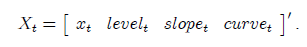 X_t = [ x_t level_t slope_t curve_t ]′.